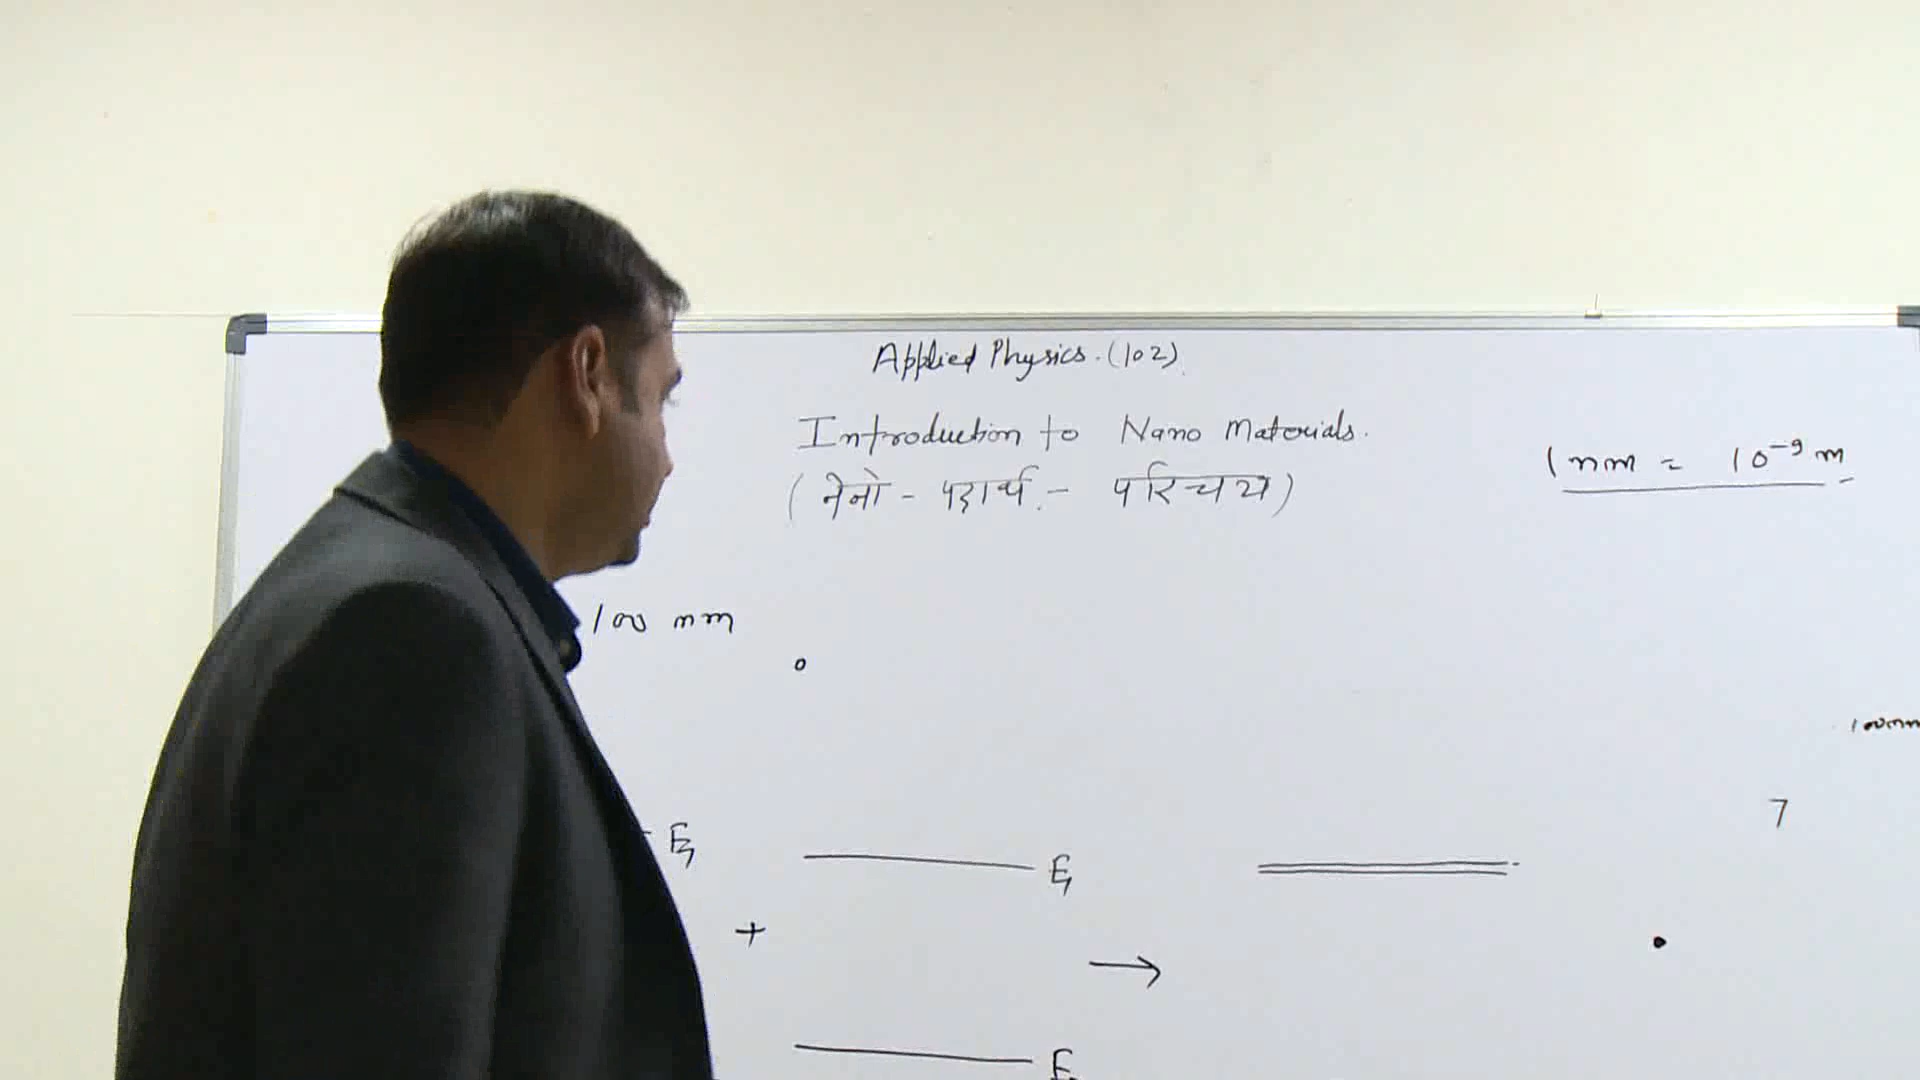 Applied Physics. (102)
Introduction to Nano Materials.
(नेनो - पदार्थ - परिचय)
1 nm = 10⁻⁹ m
100 nm
100nm
7
E₁
E₁
+
→